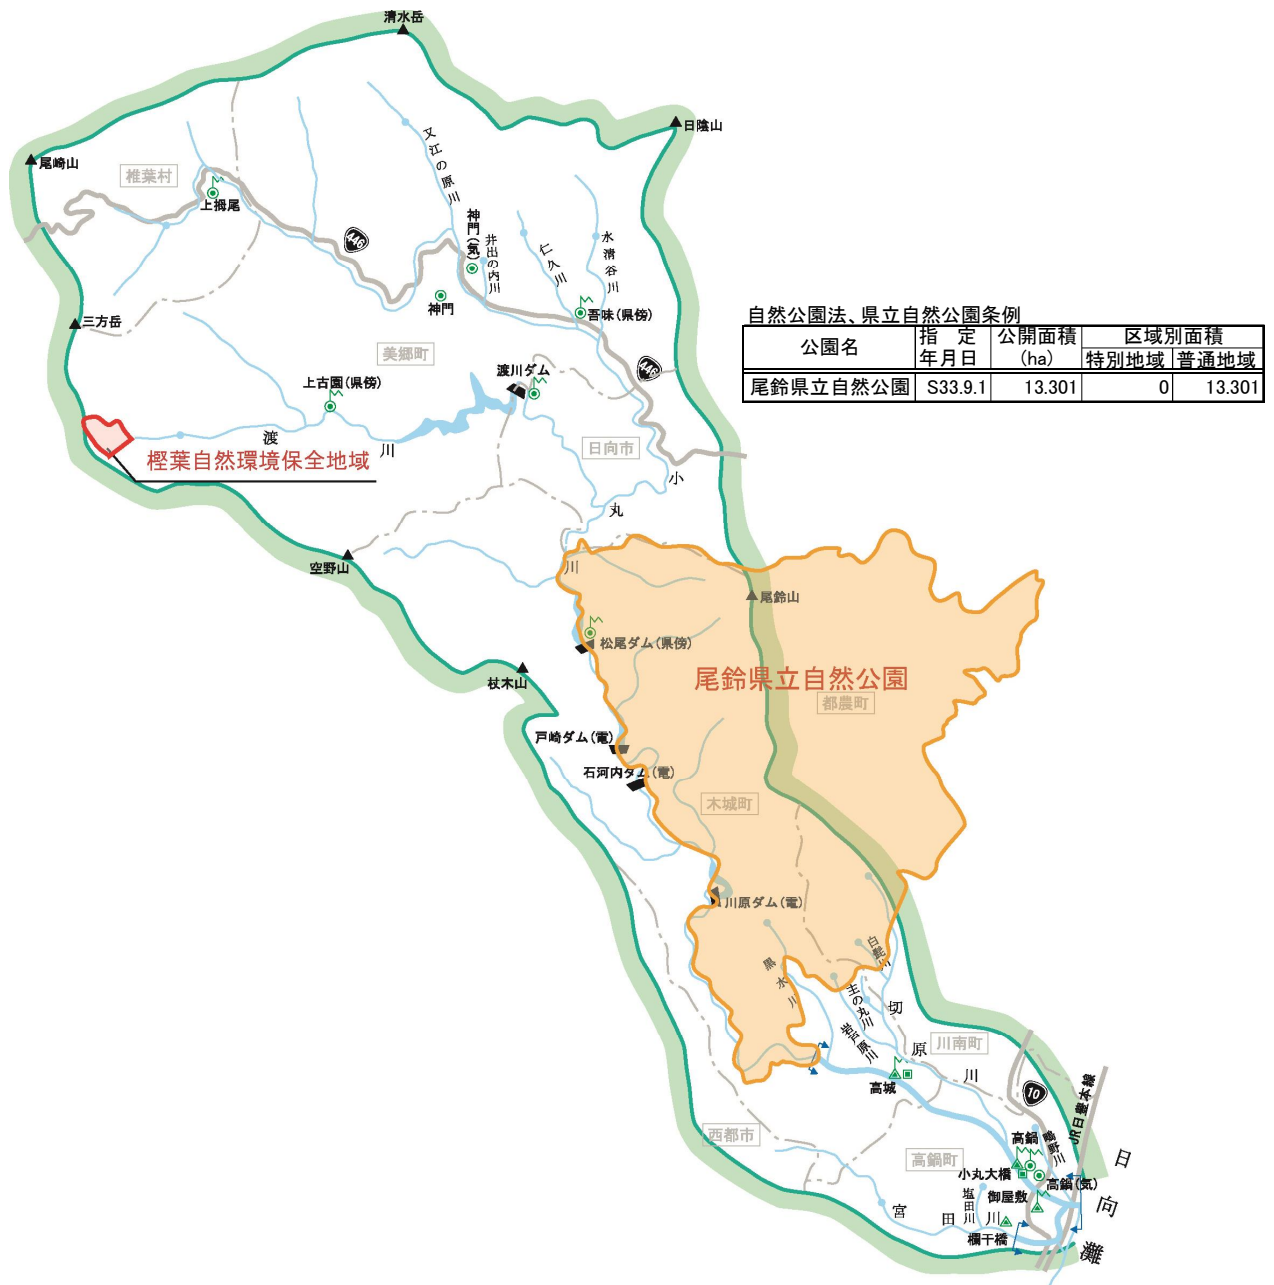 清水岳
日陰山
尾崎山
椎葉村
上拇尾
又江の原川
神門(気)
井出の内川
仁久川
水清谷川
446
神門
吾味(県傍)
三方岳
美郷町
渡川ダム
446
上古園(県傍)
渡川
日向市
樫葉自然環境保全地域
小丸川
空野山
尾鈴山
松尾ダム(県傍)
尾鈴県立自然公園
杖木山
都農町
戸崎ダム(電)
石河内ダム(電)
木城町
川原ダム(電)
白髭川
黒水川
主の丸川
岩戸原川
切原川
川南町
高城
10
JR日豊本線
西都市
高鍋町
高鍋
小丸大橋
高鍋(気)
塩田川
御屋敷
宮田川
欄干橋
日向灘
自然公園法、県立自然公園条例
公園名 指定年月日 公開面積(ha) 区域別面積
特別地域 普通地域
尾鈴県立自然公園 S33.9.1 13.301 0 13.301